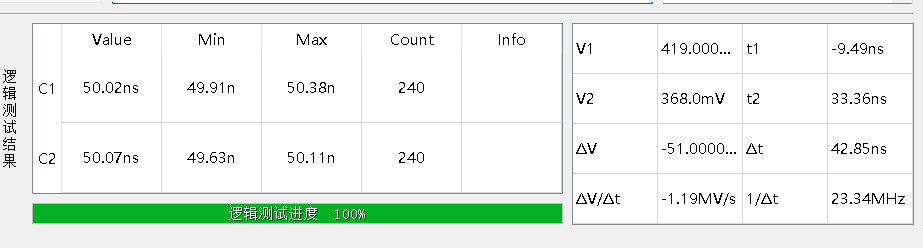 逻辑测试结果
Value Min Max Count Info
C1 50.02ns 49.91n 50.38n 240
C2 50.07ns 49.63n 50.11n 240
逻辑测试进度 100%
V1 419.000... t1 -9.49ns
V2 368.0mV t2 33.36ns
ΔV -51.0000... Δt 42.85ns
ΔV/Δt -1.19MV/s 1/Δt 23.34MHz